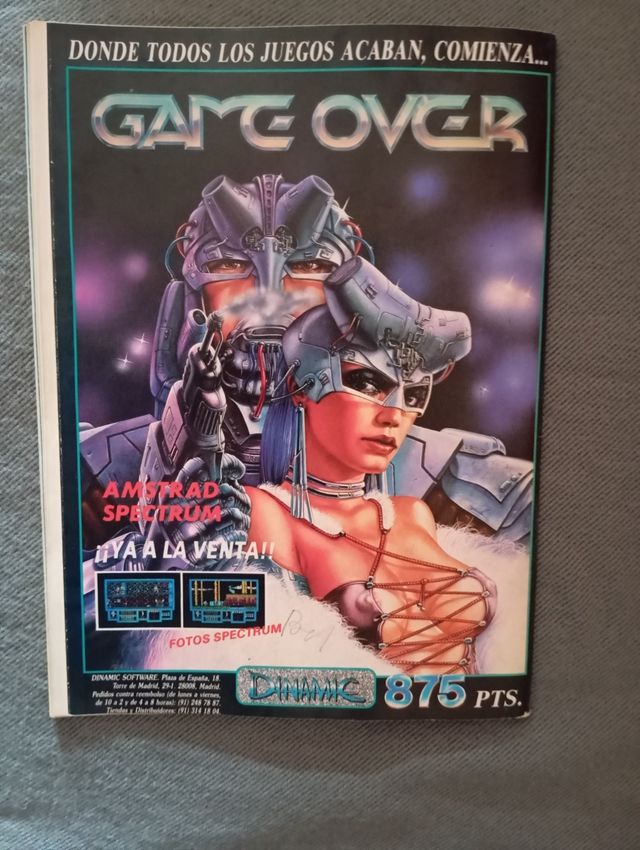 DONDE TODOS LOS JUEGOS ACABAN, COMIENZA...
GAME OVER
AMSTRAD
SPECTRUM
¡¡YA A LA VENTA!!
FOTOS SPECTRUM
DINAMIC SOFTWARE. Plaza de España, 18.
Torre de Madrid, 29-1. 28008, Madrid.
Pedidos contra reembolso (de lunes a viernes,
de 10 a 2 y de 4 a 8 horas): (91) 248 78 87.
Tiendas y Distribuidores: (91) 314 18 04
DINAMIC
875 PTS.